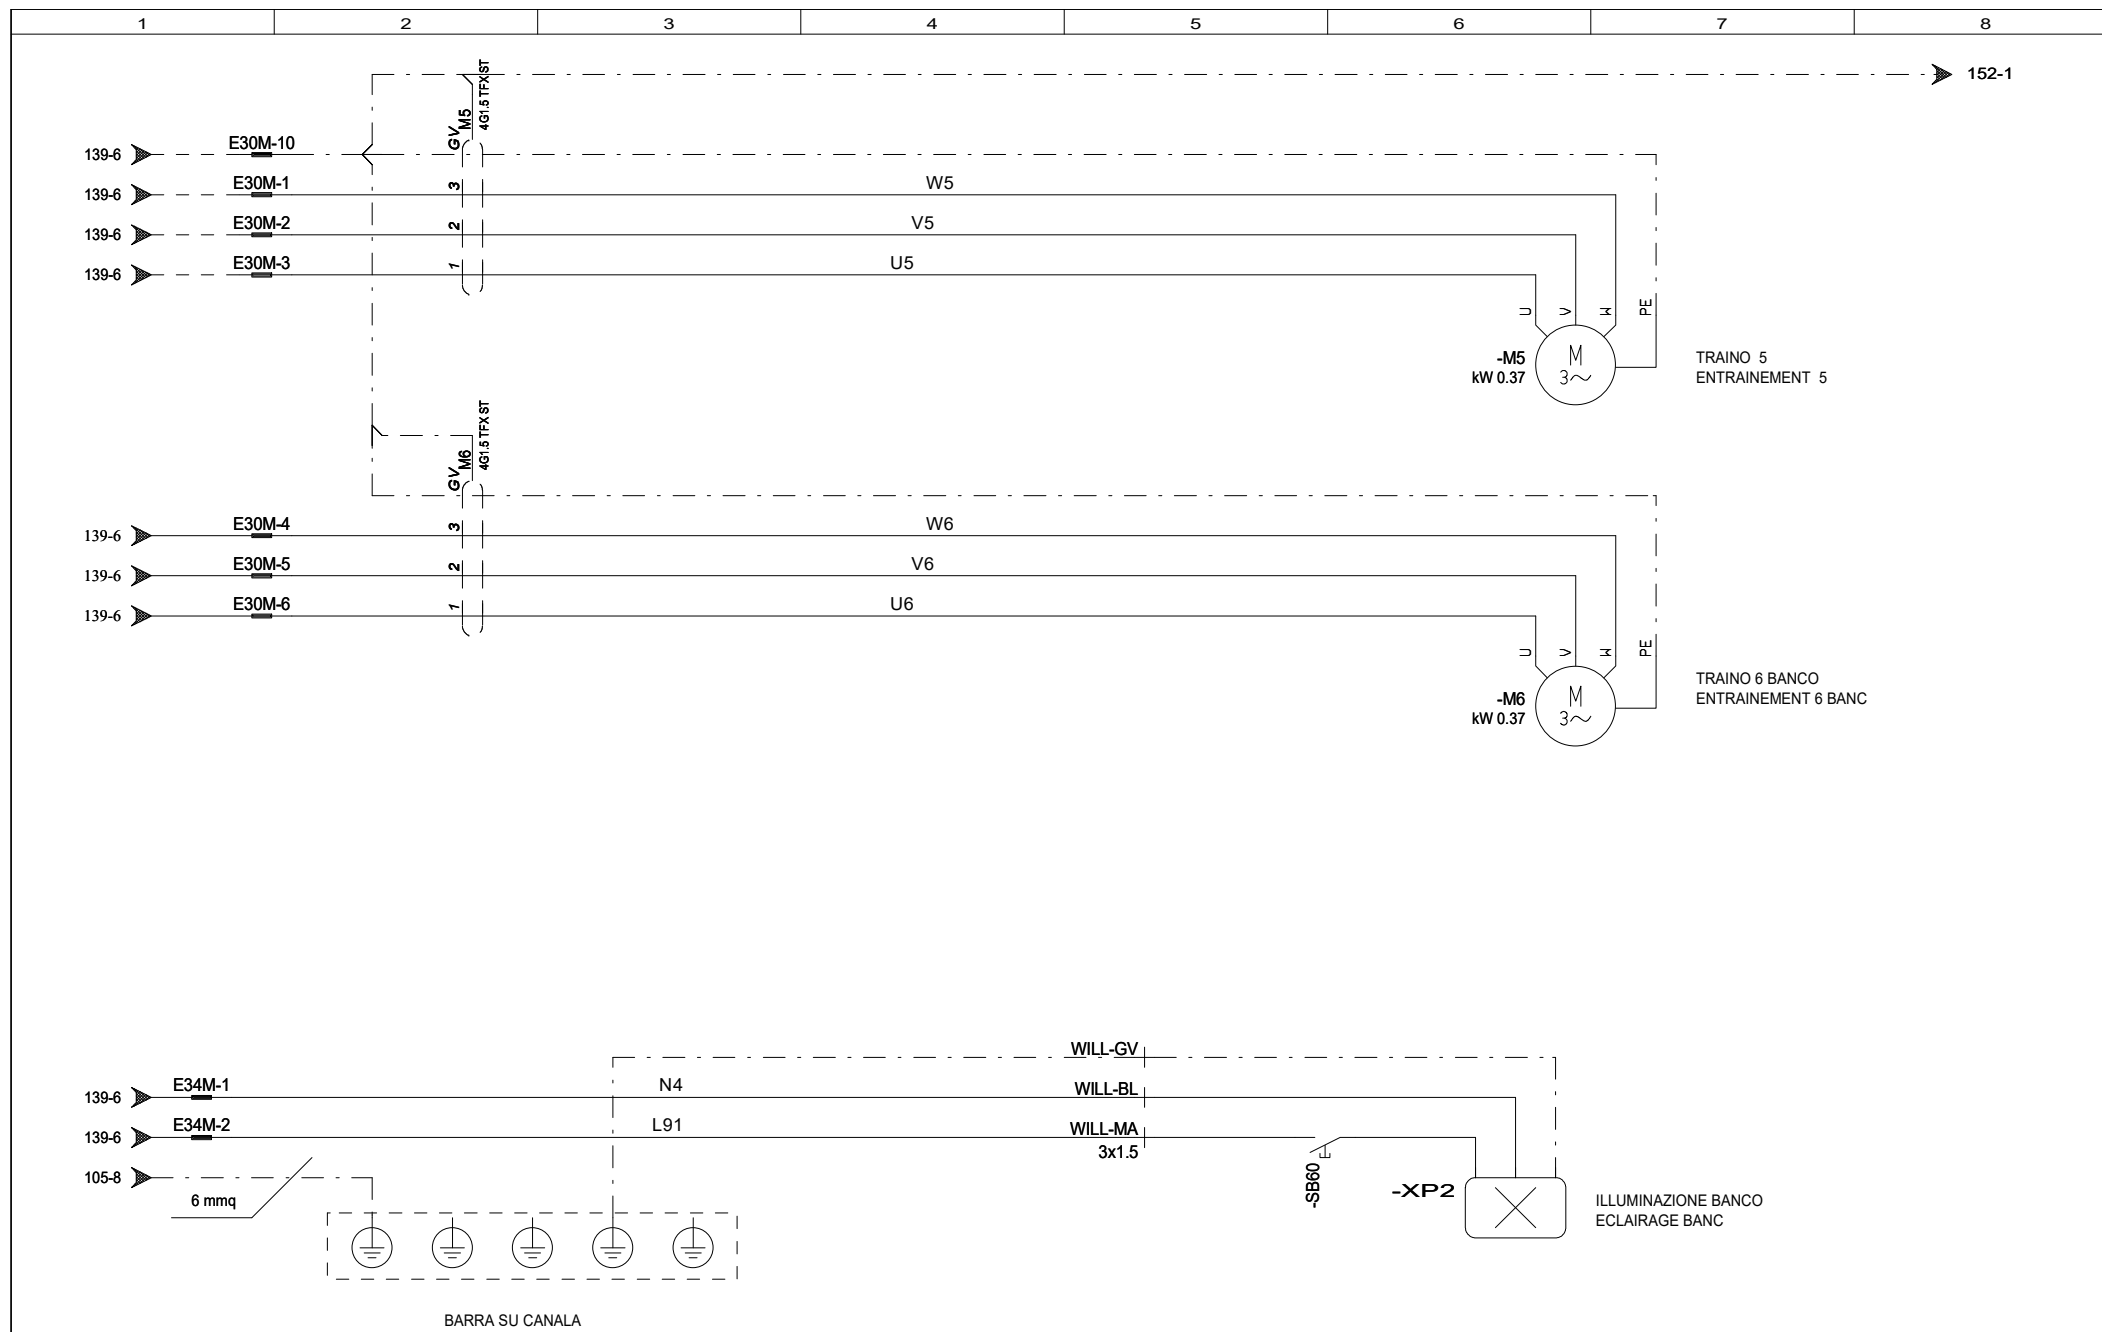 1 2 3 4 5 6 7 8
152-1
M5
4G1.5 TFX ST
139-6 E30M-10 GV
139-6 E30M-1 3 W5
139-6 E30M-2 2 V5
139-6 E30M-3 1 U5
U V W PE
-M5
kW 0.37
M
3~
TRAINO 5
ENTRAINEMENT 5
M6
4G1.5 TFX ST
GV
139-6 E30M-4 3 W6
139-6 E30M-5 2 V6
139-6 E30M-6 1 U6
U V W PE
-M6
kW 0.37
M
3~
TRAINO 6 BANCO
ENTRAINEMENT 6 BANC
WILL-GV
139-6 E34M-1 N4 WILL-BL
139-6 E34M-2 L91 WILL-MA
3x1.5
105-8
6 mmq
-SB60
-XP2
ILLUMINAZIONE BANCO
ECLAIRAGE BANC
BARRA SU CANALA